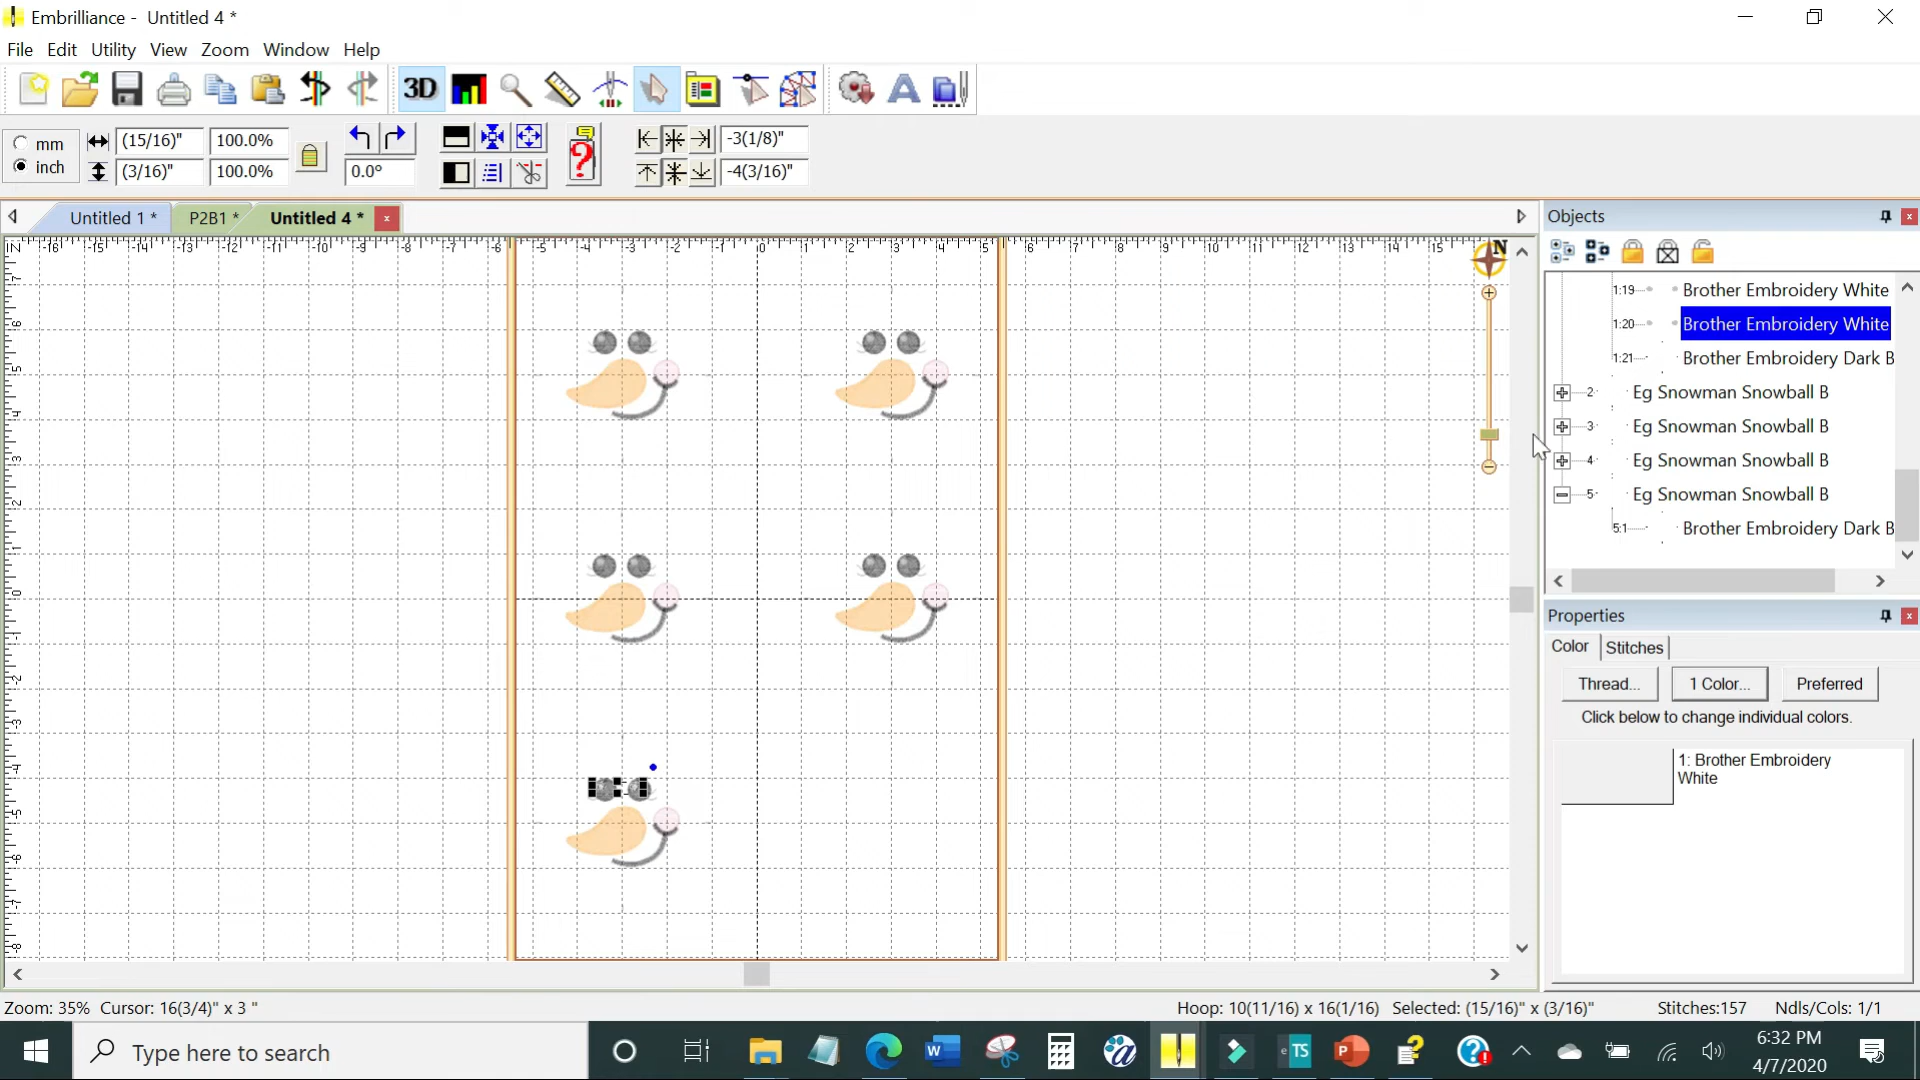 Embrilliance - Untitled 4 *
File Edit Utility View Zoom Window Help
3D
mm
inch
(15/16)" 100.0%
(3/16)" 100.0%
0.0°
-3(1/8)"
-4(3/16)"
Untitled 1 * P2B1 * Untitled 4 *
IN
N
Objects
1:19 Brother Embroidery White
1:20 Brother Embroidery White
1:21 Brother Embroidery Dark B
2 Eg Snowman Snowball B
3 Eg Snowman Snowball B
4 Eg Snowman Snowball B
5 Eg Snowman Snowball B
5:1 Brother Embroidery Dark B
Properties
Color Stitches
Thread... 1 Color... Preferred
Click below to change individual colors.
1: Brother Embroidery
White
Zoom: 35% Cursor: 16(3/4)" x 3 " Hoop: 10(11/16) x 16(1/16) Selected: (15/16)" x (3/16)" Stitches:157 Ndls/Cols: 1/1
Type here to search
6:32 PM
4/7/2020